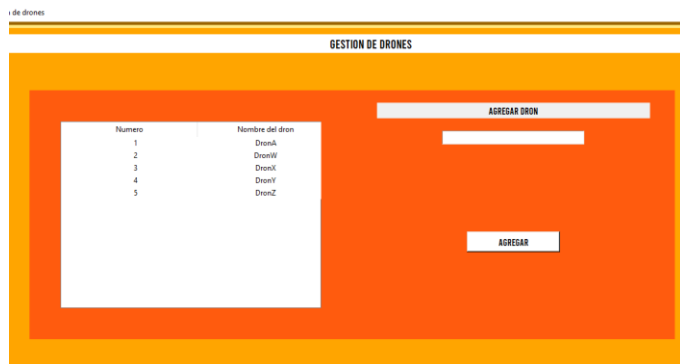 de drones
GESTION DE DRONES
AGREGAR DRON
Numero Nombre del dron
1 DronA
2 DronW
3 DronX
4 DronY
5 DronZ
AGREGAR